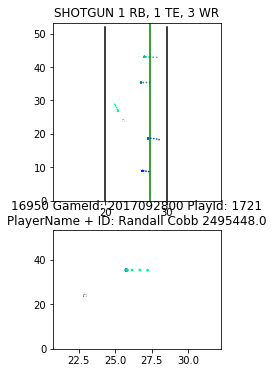 SHOTGUN 1 RB, 1 TE, 3 WR
50
40
30
20
10
0
20 30
16950 GameId: 2017092800 PlayId: 1721
PlayerName + ID: Randall Cobb 2495448.0
40
20
0
22.5 25.0 27.5 30.0